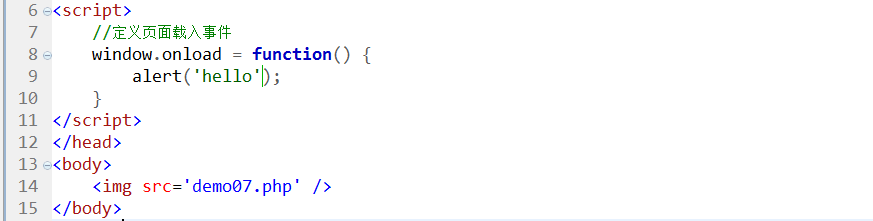 6 <script>
7     //定义页面载入事件
8     window.onload = function() {
9         alert('hello');
10     }
11 </script>
12 </head>
13 <body>
14     <img src='demo07.php' />
15 </body>